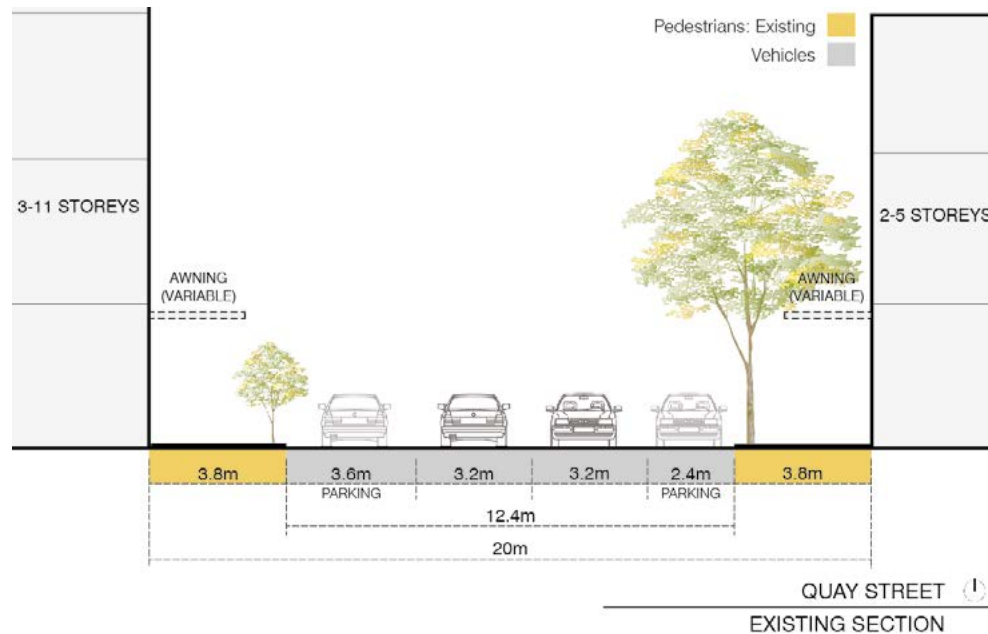 Pedestrians: Existing
Vehicles
3-11 STOREYS
2-5 STOREYS
AWNING
(VARIABLE)
AWNING
(VARIABLE)
3.8m 3.6m 3.2m 3.2m 2.4m 3.8m
PARKING PARKING
12.4m
20m
QUAY STREET
EXISTING SECTION